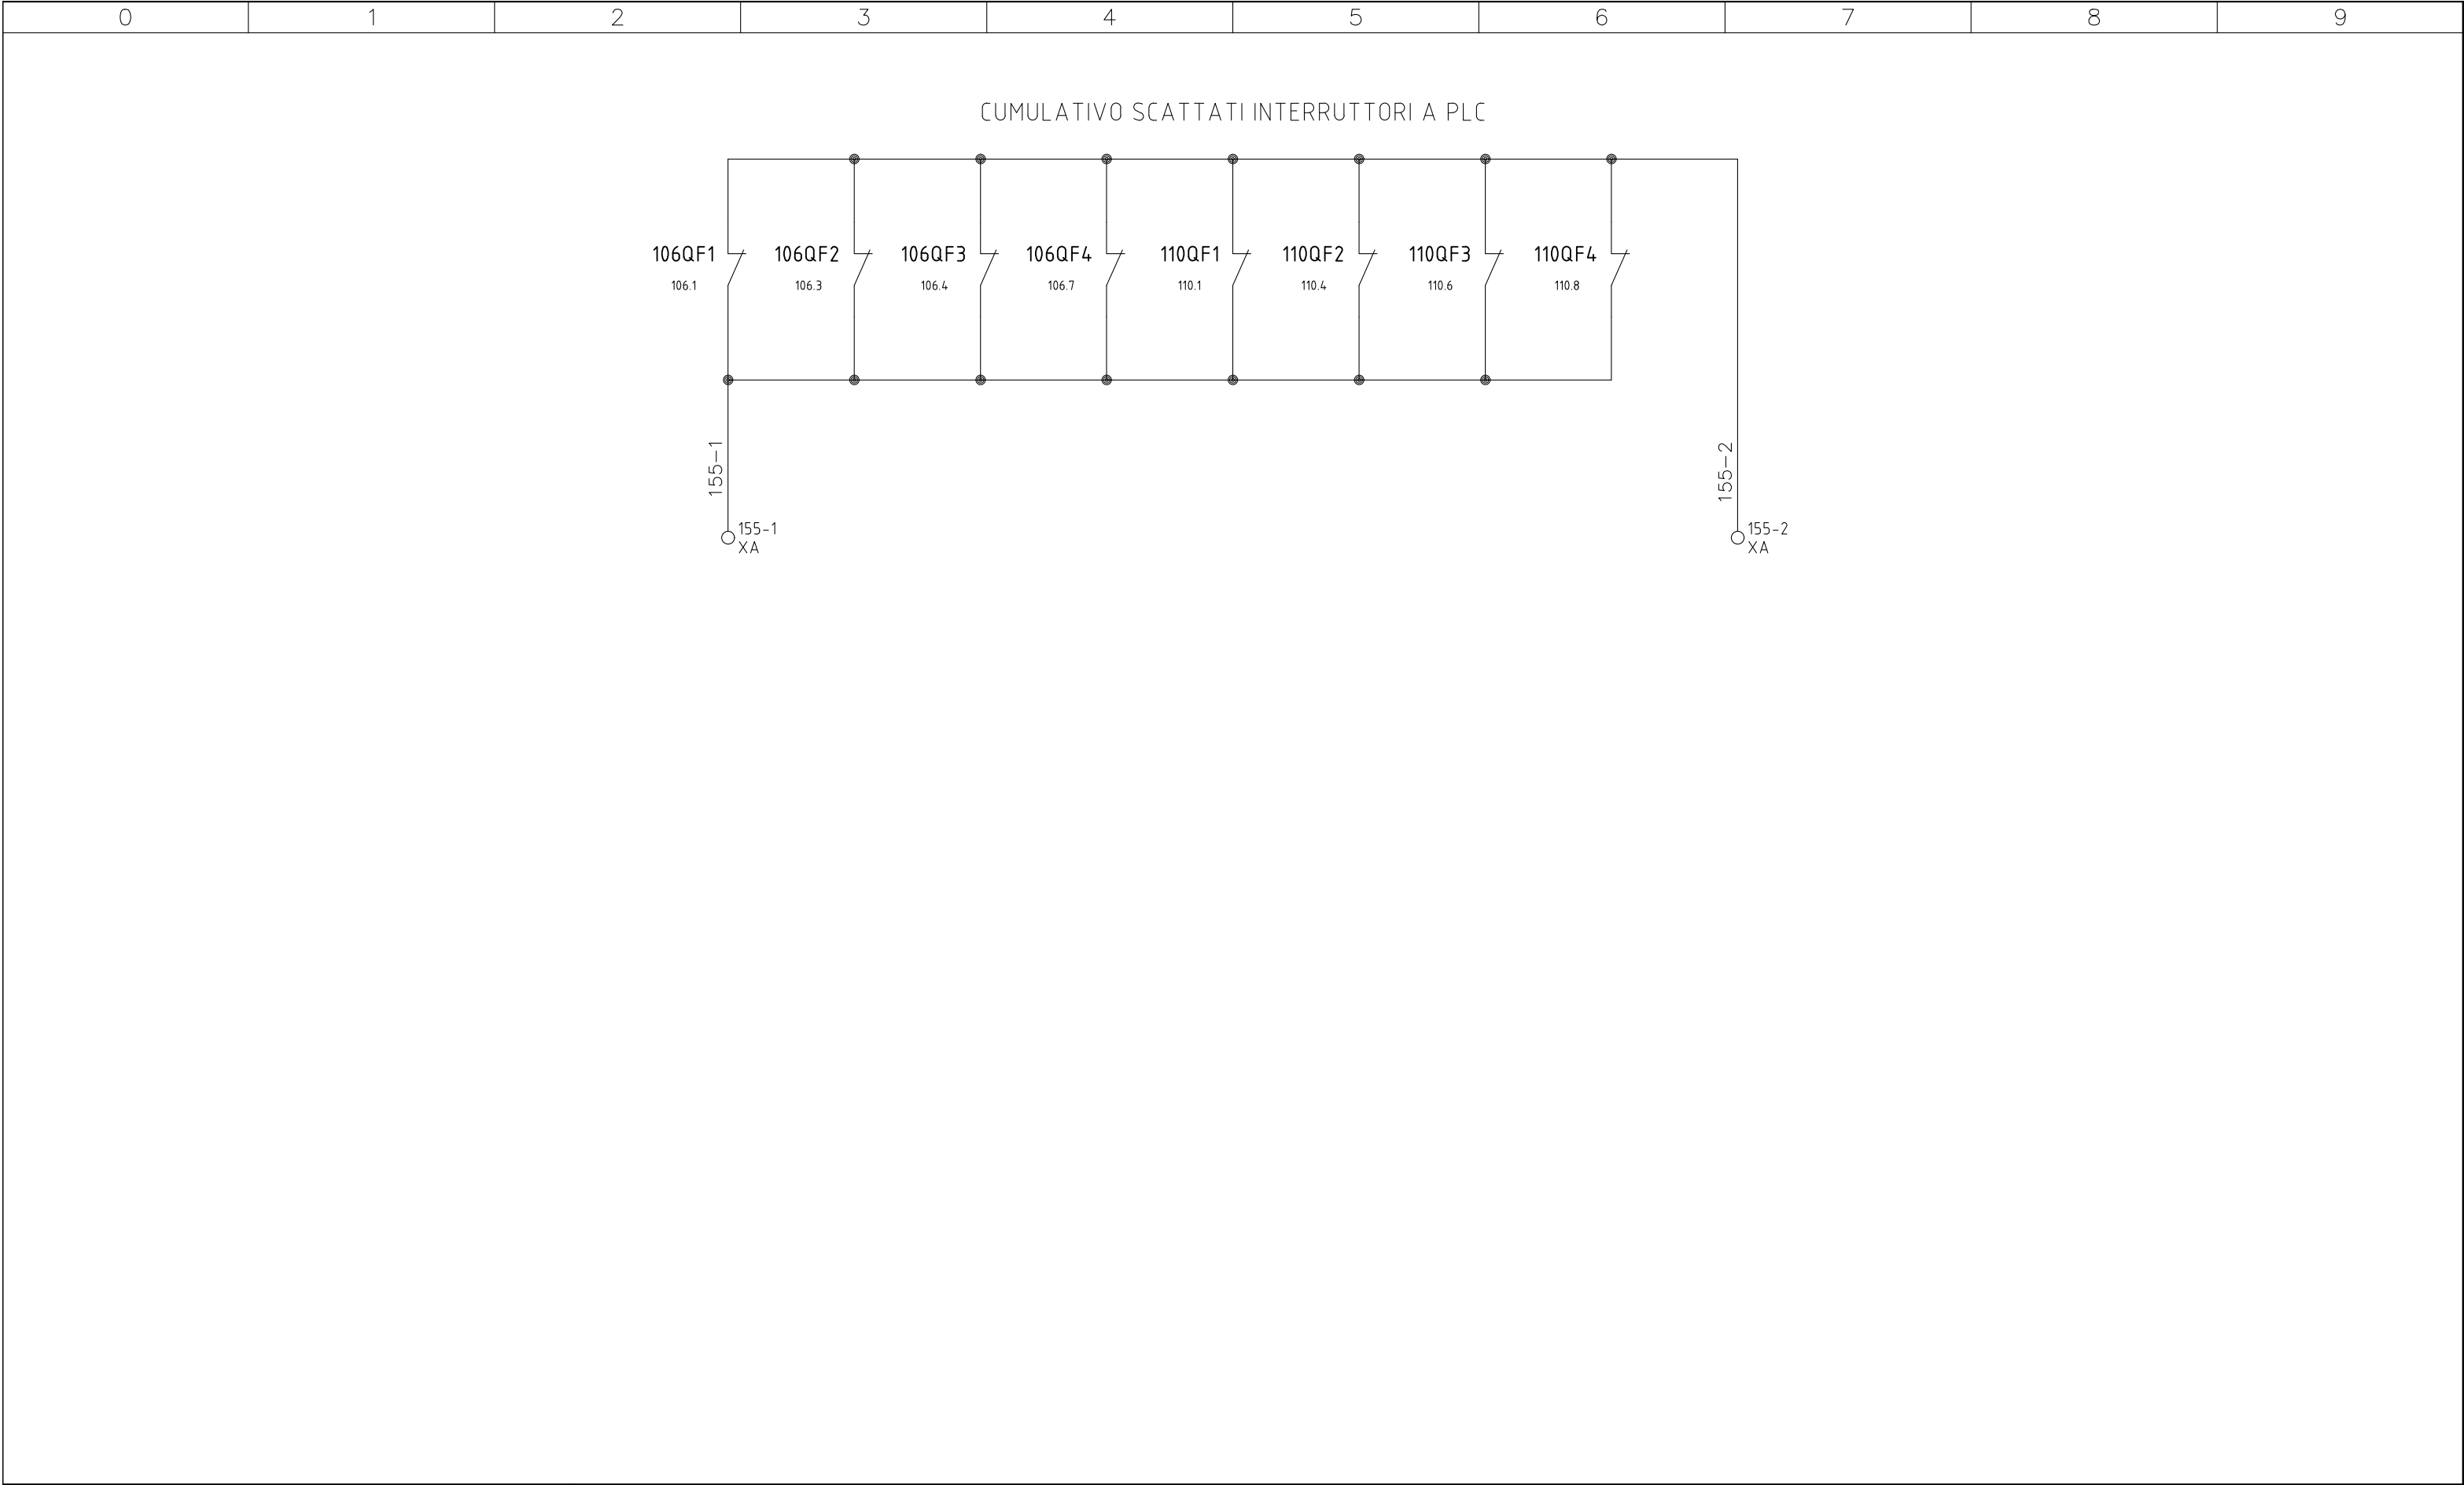 0 1 2 3 4 5 6 7 8 9
CUMULATIVO SCATTATI INTERRUTTORI A PLC
106QF1 106QF2 106QF3 106QF4 110QF1 110QF2 110QF3 110QF4
106.1 106.3 106.4 106.7 110.1 110.4 110.6 110.8
155-1 155-2
155-1 155-2
XA XA